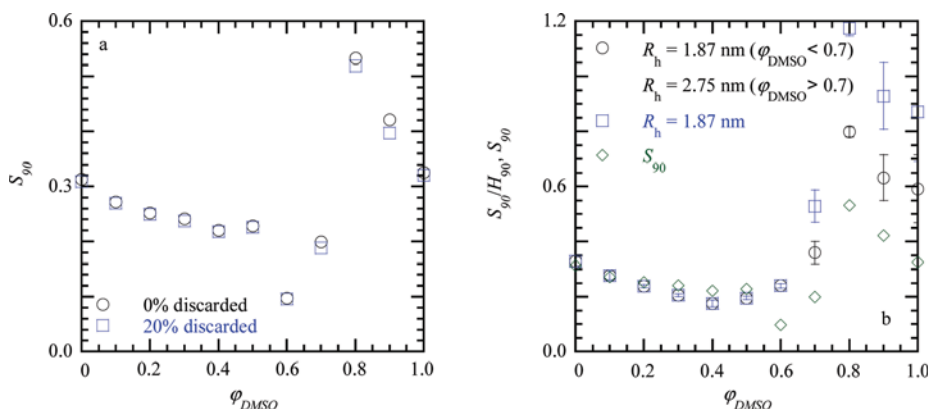 0.6
a
0.3
0.0
S90
0% discarded
20% discarded
0 0.2 0.4 0.6 0.8 1.0
φDMSO
1.2
0.6
0.0
S90/H90, S90
Rh = 1.87 nm (φDMSO < 0.7)
Rh = 2.75 nm (φDMSO > 0.7)
Rh = 1.87 nm
S90
b
0 0.2 0.4 0.6 0.8 1.0
φDMSO